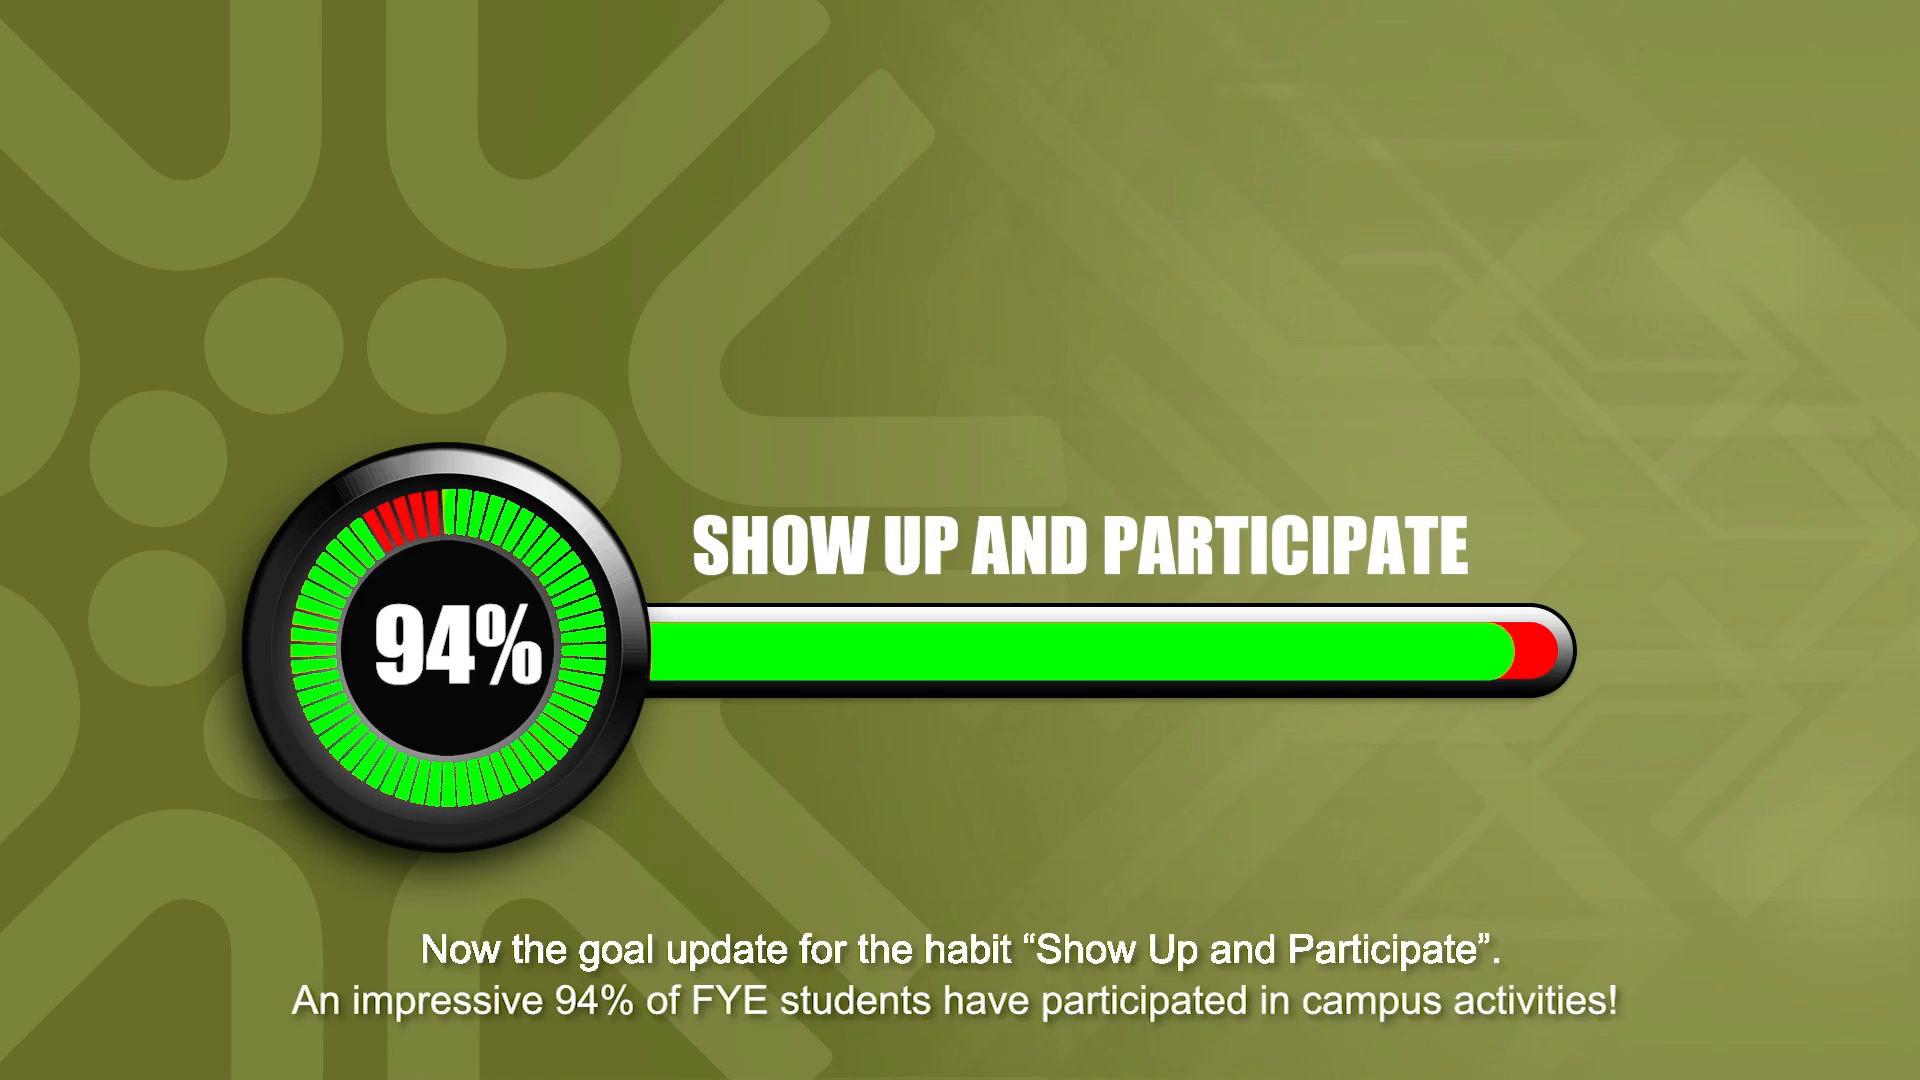 SHOW UP AND PARTICIPATE
94%
Now the goal update for the habit “Show Up and Participate”.
An impressive 94% of FYE students have participated in campus activities!